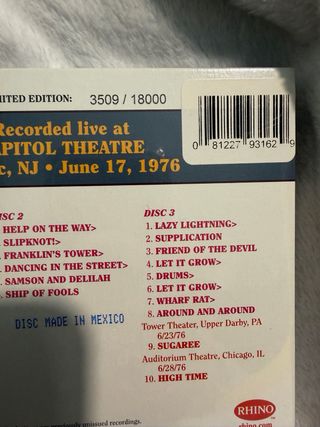 MITED EDITION: 3509 / 18000
Recorded live at
APITOL THEATRE
c, NJ • June 17, 1976
0 81227 93162 9
DISC 2
HELP ON THE WAY>
SLIPKNOT!>
FRANKLIN'S TOWER>
DANCING IN THE STREET>
SAMSON AND DELILAH
SHIP OF FOOLS
DISC MADE IN MEXICO
DISC 3
1. LAZY LIGHTNING>
2. SUPPLICATION
3. FRIEND OF THE DEVIL
4. LET IT GROW>
5. DRUMS>
6. LET IT GROW>
7. WHARF RAT>
8. AROUND AND AROUND
Tower Theater, Upper Darby, PA
6/23/76
9. SUGAREE
Auditorium Theatre, Chicago, IL
6/28/76
10. HIGH TIME
previously unissued recordings.
RHINO
rhino.com